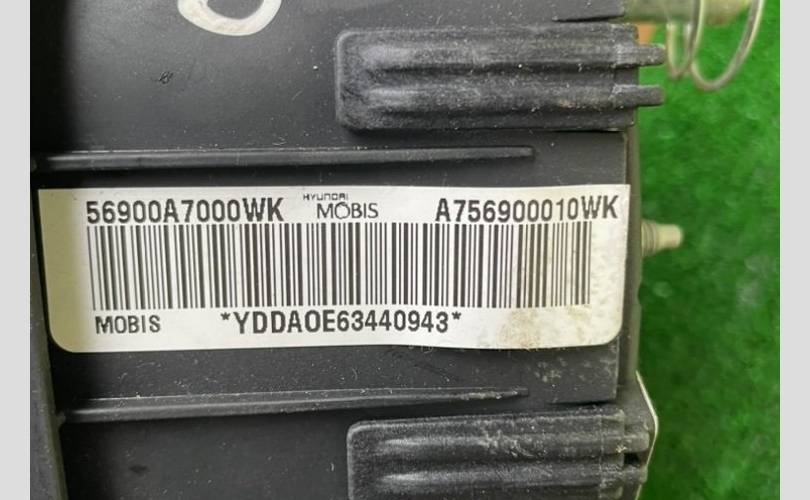 56900A7000WK HYUNDAI MOBIS A756900010WK
MOBIS *YDDAOE63440943*